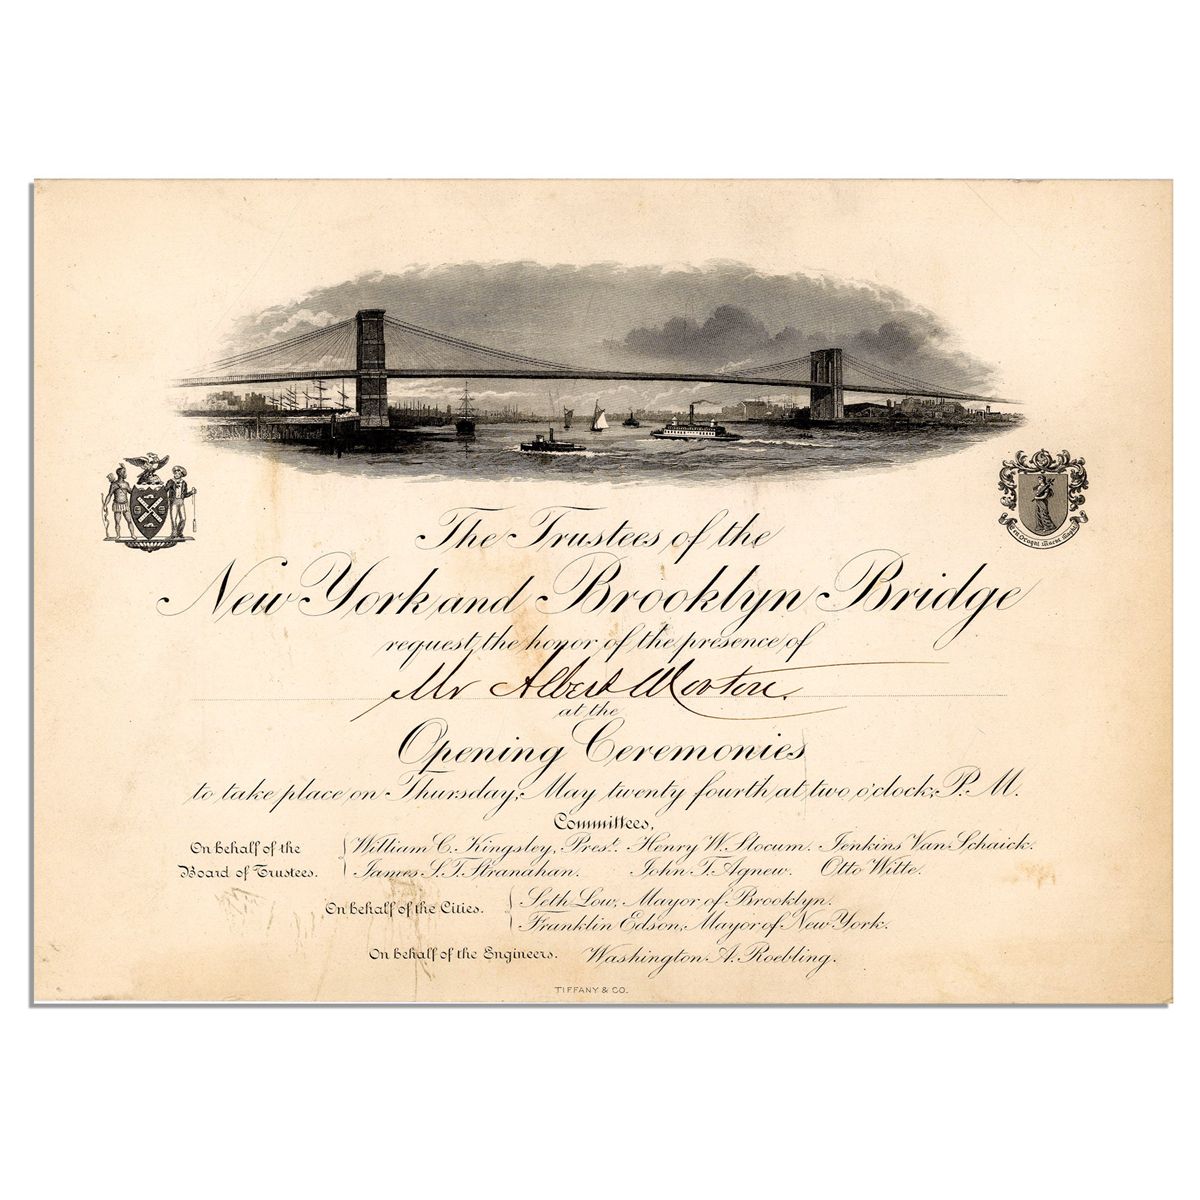 The Trustees of the
New York and Brooklyn Bridge
request the honor of the presence of
Mr Albert Morton.
at the
Opening Ceremonies
to take place on Thursday, May twenty fourth at two o'clock, P. M.
Committees,
On behalf of the Board of Trustees. William C. Kingsley, Prest. Henry W. Slocum. Jenkins Van Schaick.
James S. T. Stranahan. John T. Agnew. Otto Witte.
On behalf of the Cities. Seth Low, Mayor of Brooklyn.
Franklin Edson, Mayor of New York.
On behalf of the Engineers. Washington A. Roebling.
TIFFANY & CO.
Een Draght Maekt Maght